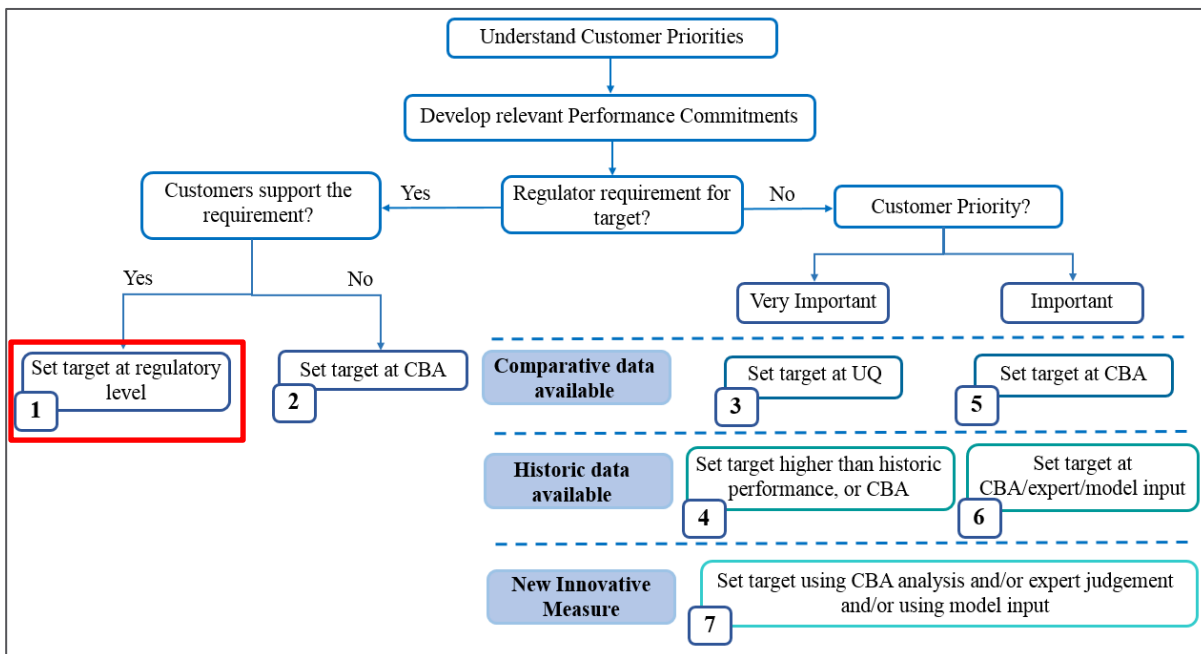 Understand Customer Priorities
Develop relevant Performance Commitments
Customers support the
requirement?
Yes
Regulator requirement for
target?
No
Customer Priority?
Yes
No
Very Important
Important
Set target at regulatory
level
1
Set target at CBA
2
Comparative data
available
Set target at UQ
3
Set target at CBA
5
Historic data
available
Set target higher than historic
performance, or CBA
4
Set target at
CBA/expert/model input
6
New Innovative
Measure
Set target using CBA analysis and/or expert judgement
and/or using model input
7